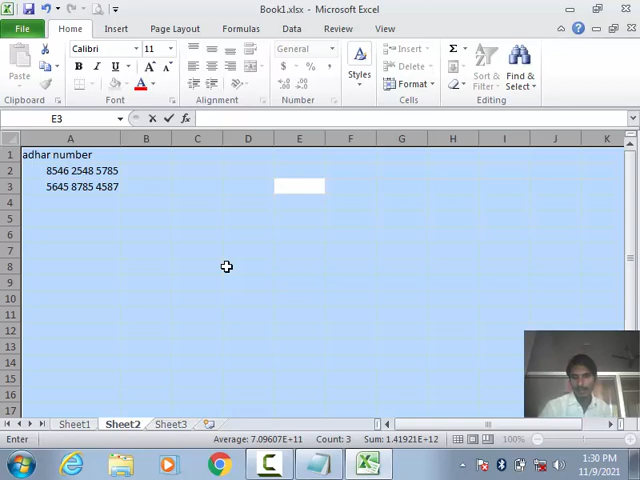 Book1.xlsx - Microsoft Excel
File Home Insert Page Layout Formulas Data Review View
Calibri 11 General Insert Σ
Paste B I U A A $ % , Styles Delete Sort & Filter Find & Select
A Format
Clipboard Font Alignment Number Cells Editing
E3 fx
A B C D E F G H I J K
1 adhar number
2 8546 2548 5785
3 5645 8785 4587
4
5
6
7
8
9
10
11
12
13
14
15
16
17
Sheet1 Sheet2 Sheet3
Enter Average: 7.09607E+11 Count: 3 Sum: 1.41921E+12 100%
1:30 PM
11/9/2021